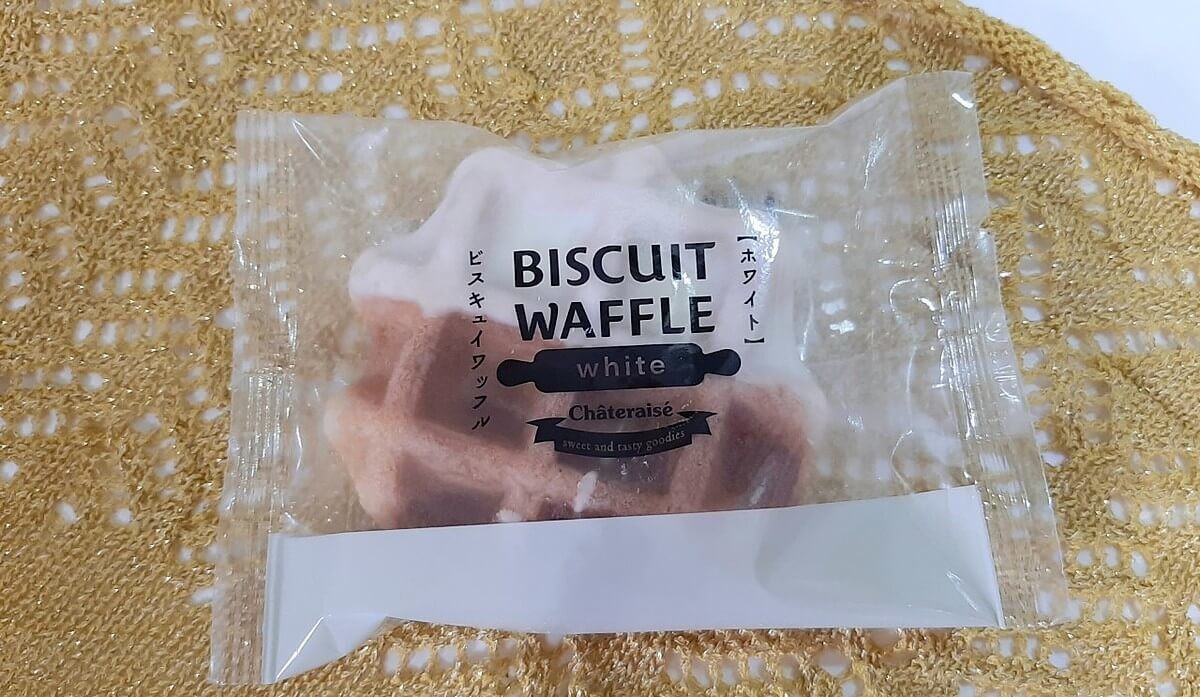 ビスキュイワッフル
BISCUIT
WAFFLE
【ホワイト】
white
Châteraisé
sweet and tasty goodies